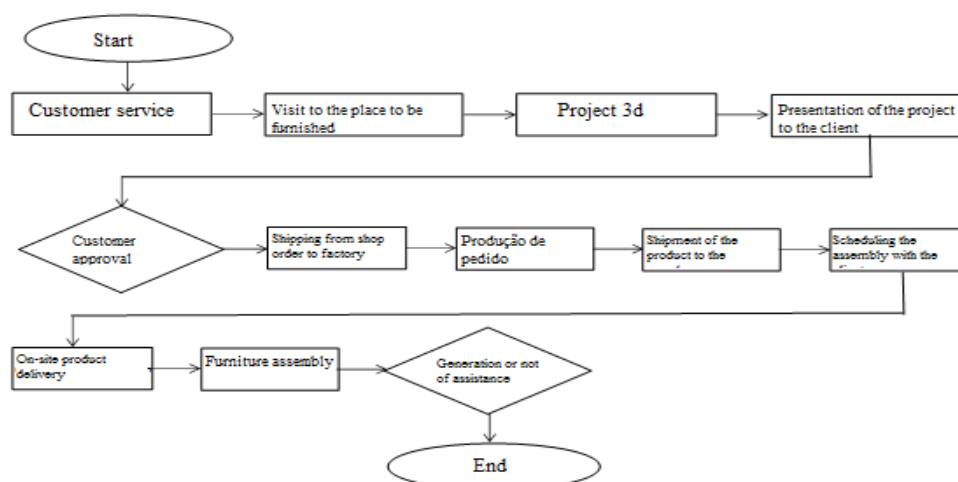 Start
Customer service
Visit to the place to be
furnished
Project 3d
Presentation of the project
to the client
Customer
approval
Shipping from shop
order to factory
Produção de
pedido
Shipment of the
product to the
Scheduling the
assembly with the
On-site product
delivery
Furniture assembly
Generation or not
of assistance
End